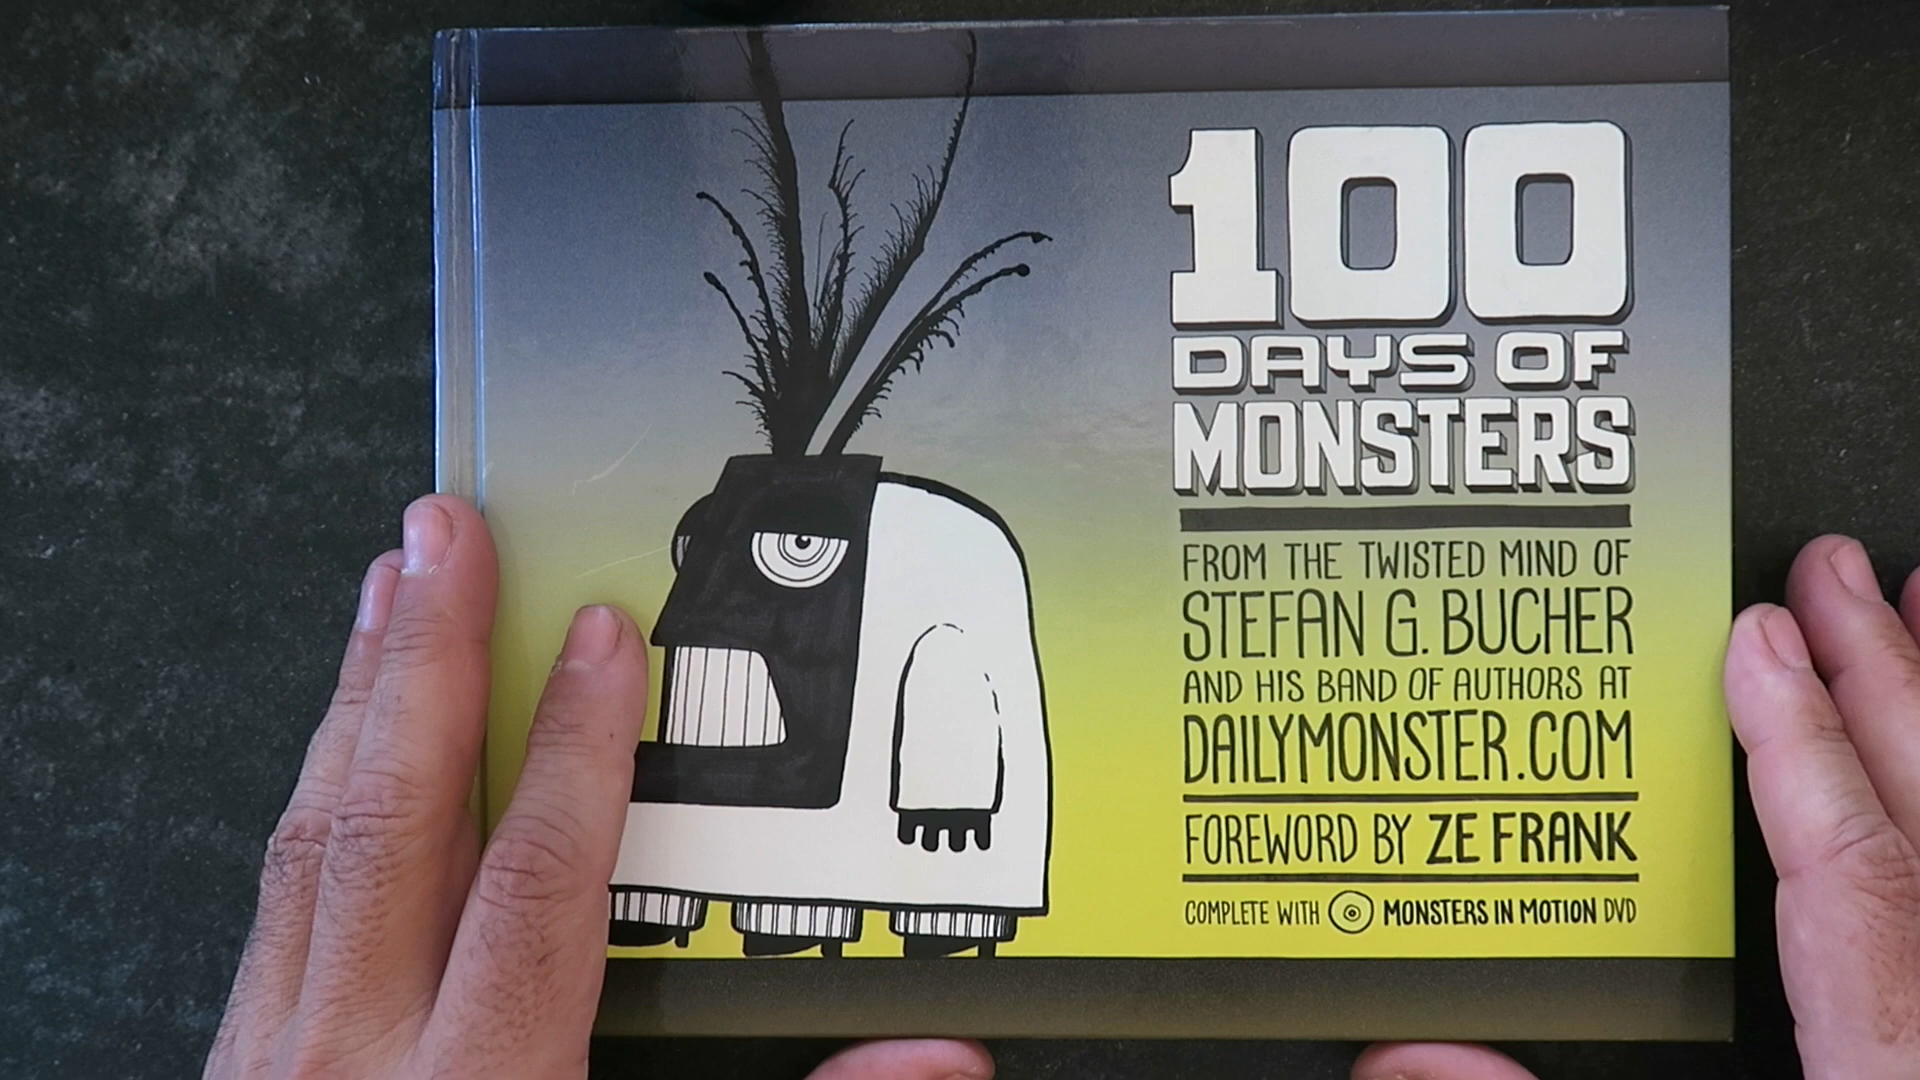 100
DAYS OF
MONSTERS
FROM THE TWISTED MIND OF
STEFAN G. BUCHER
AND HIS BAND OF AUTHORS AT
DAILYMONSTER.COM
FOREWORD BY ZE FRANK
COMPLETE WITH MONSTERS IN MOTION DVD